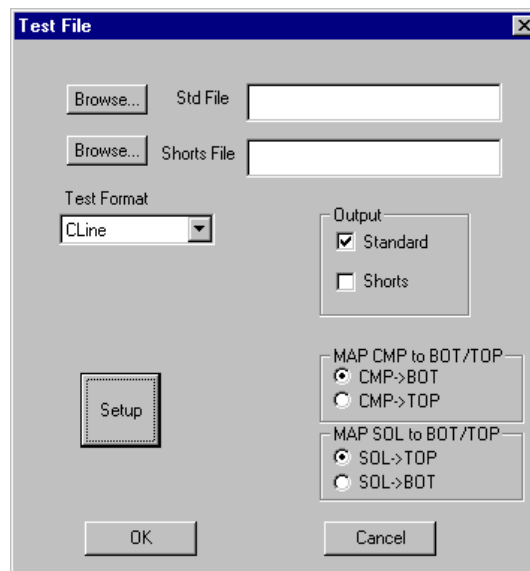 Test File
Browse... Std File
Browse... Shorts File
Test Format
CLine
Output
Standard
Shorts
MAP CMP to BOT/TOP
CMP->BOT
CMP->TOP
Setup
MAP SOL to BOT/TOP
SOL->TOP
SOL->BOT
OK Cancel